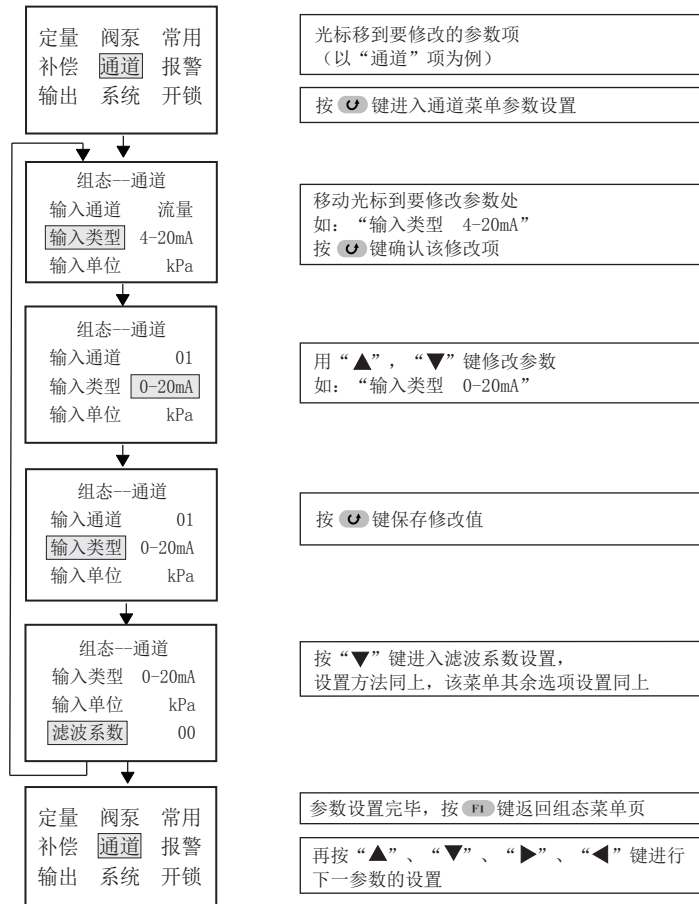 定量 阀泵 常用
补偿 通道 报警
输出 系统 开锁
光标移到要修改的参数项
（以“通道”项为例）
按 键进入通道菜单参数设置
组态--通道
输入通道 流量
输入类型 4-20mA
输入单位 kPa
移动光标到要修改参数处
如：“输入类型 4-20mA”
按 键确认该修改项
组态--通道
输入通道 01
输入类型 0-20mA
输入单位 kPa
用“▲”，“▼”键修改参数
如：“输入类型 0-20mA”
组态--通道
输入通道 01
输入类型 0-20mA
输入单位 kPa
按 键保存修改值
组态--通道
输入类型 0-20mA
输入单位 kPa
滤波系数 00
按“▼”键进入滤波系数设置，
设置方法同上，该菜单其余选项设置同上
定量 阀泵 常用
补偿 通道 报警
输出 系统 开锁
参数设置完毕，按 F1 键返回组态菜单页
再按“▲”、“▼”、“▶”、“◀”键进行
下一参数的设置